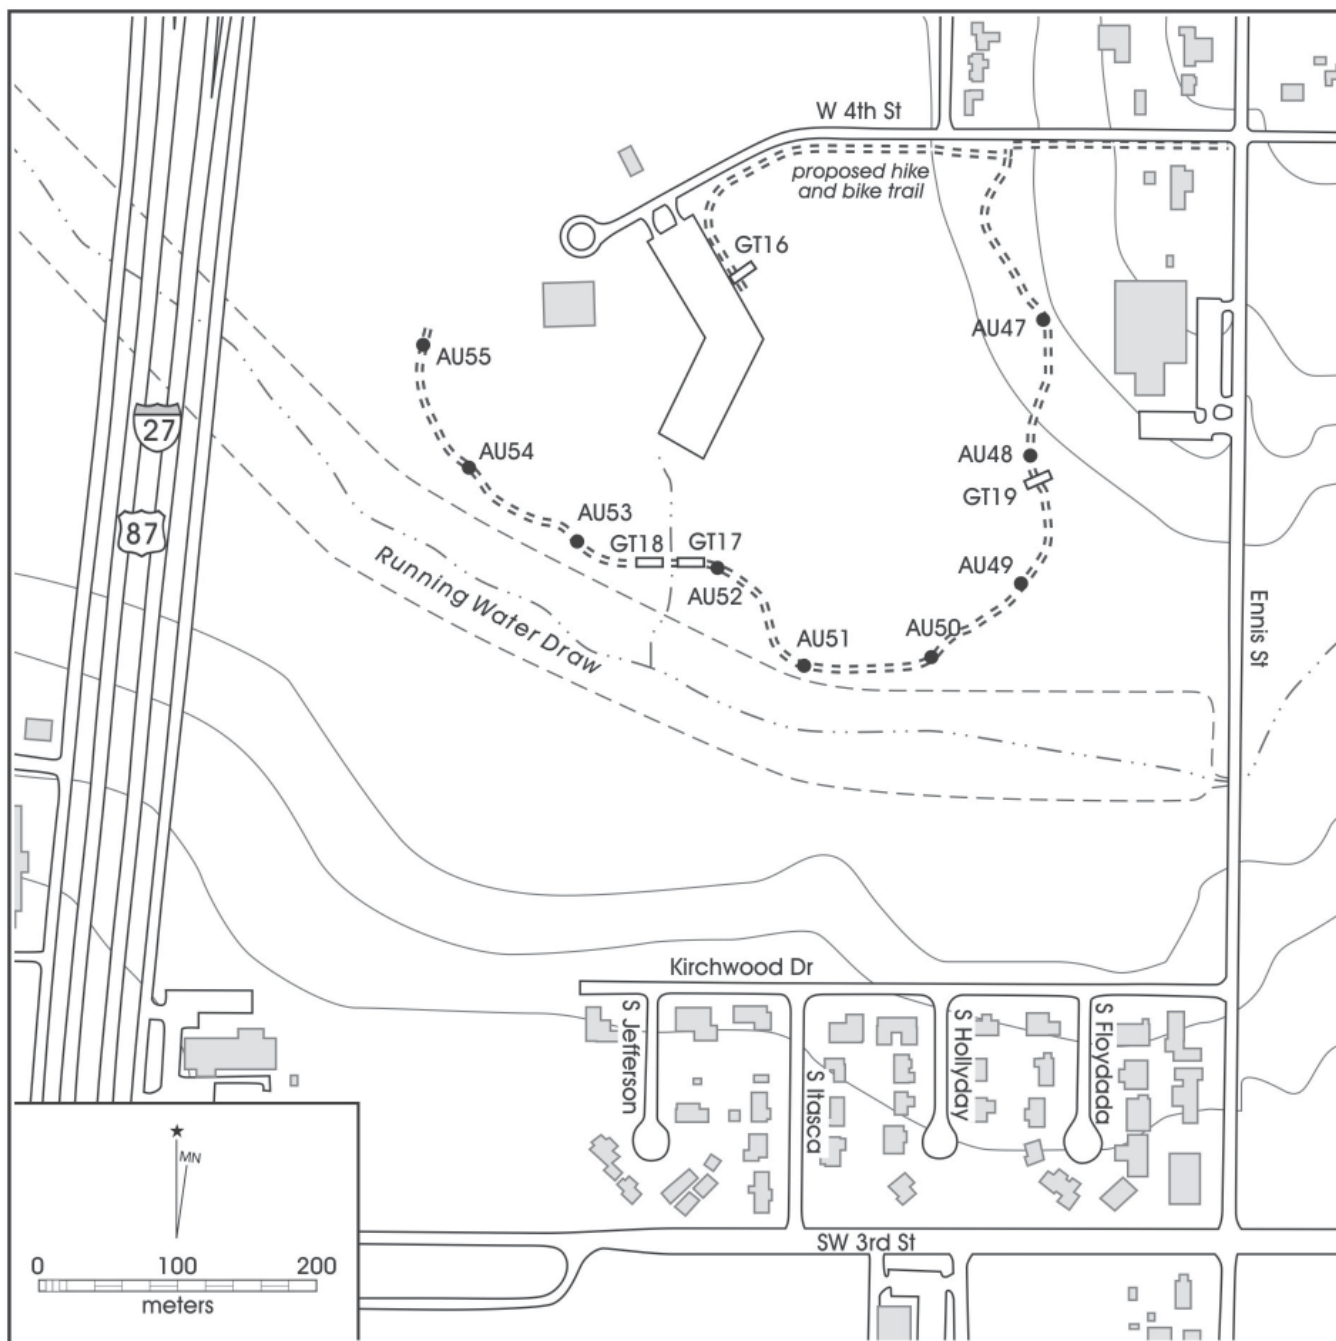 W 4th St
proposed hike
and bike trail
GT16
AU47
AU55
27
AU54
AU48
GT19
87
AU53
GT18
GT17
AU52
AU49
Running Water Draw
AU51
AU50
Ennis St
Kirchwood Dr
S Jefferson
S Itasca
S Hollyday
S Floydada
MN
SW 3rd St
0 100 200
meters